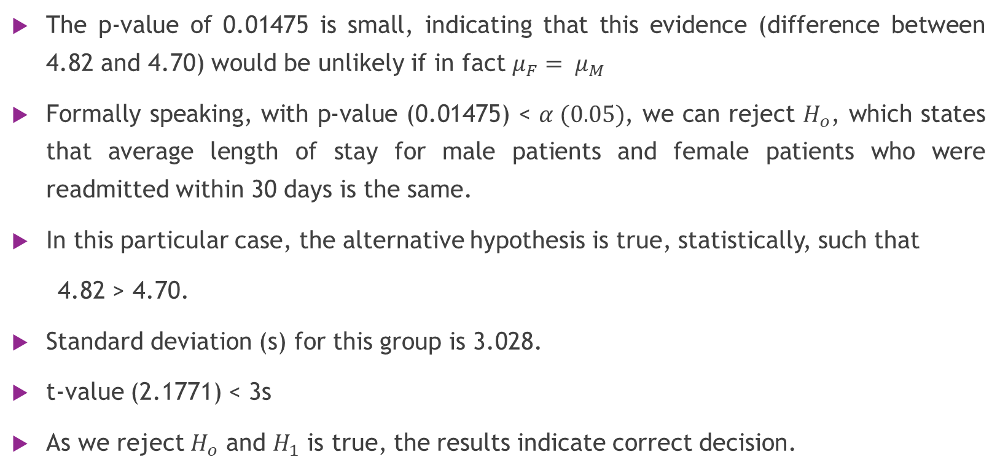 The p-value of 0.01475 is small, indicating that this evidence (difference between
4.82 and 4.70) would be unlikely if in fact μ_F = μ_M
Formally speaking, with p-value (0.01475) < α (0.05), we can reject H_o, which states
that average length of stay for male patients and female patients who were
readmitted within 30 days is the same.
In this particular case, the alternative hypothesis is true, statistically, such that
4.82 > 4.70.
Standard deviation (s) for this group is 3.028.
t-value (2.1771) < 3s
As we reject H_o and H_1 is true, the results indicate correct decision.